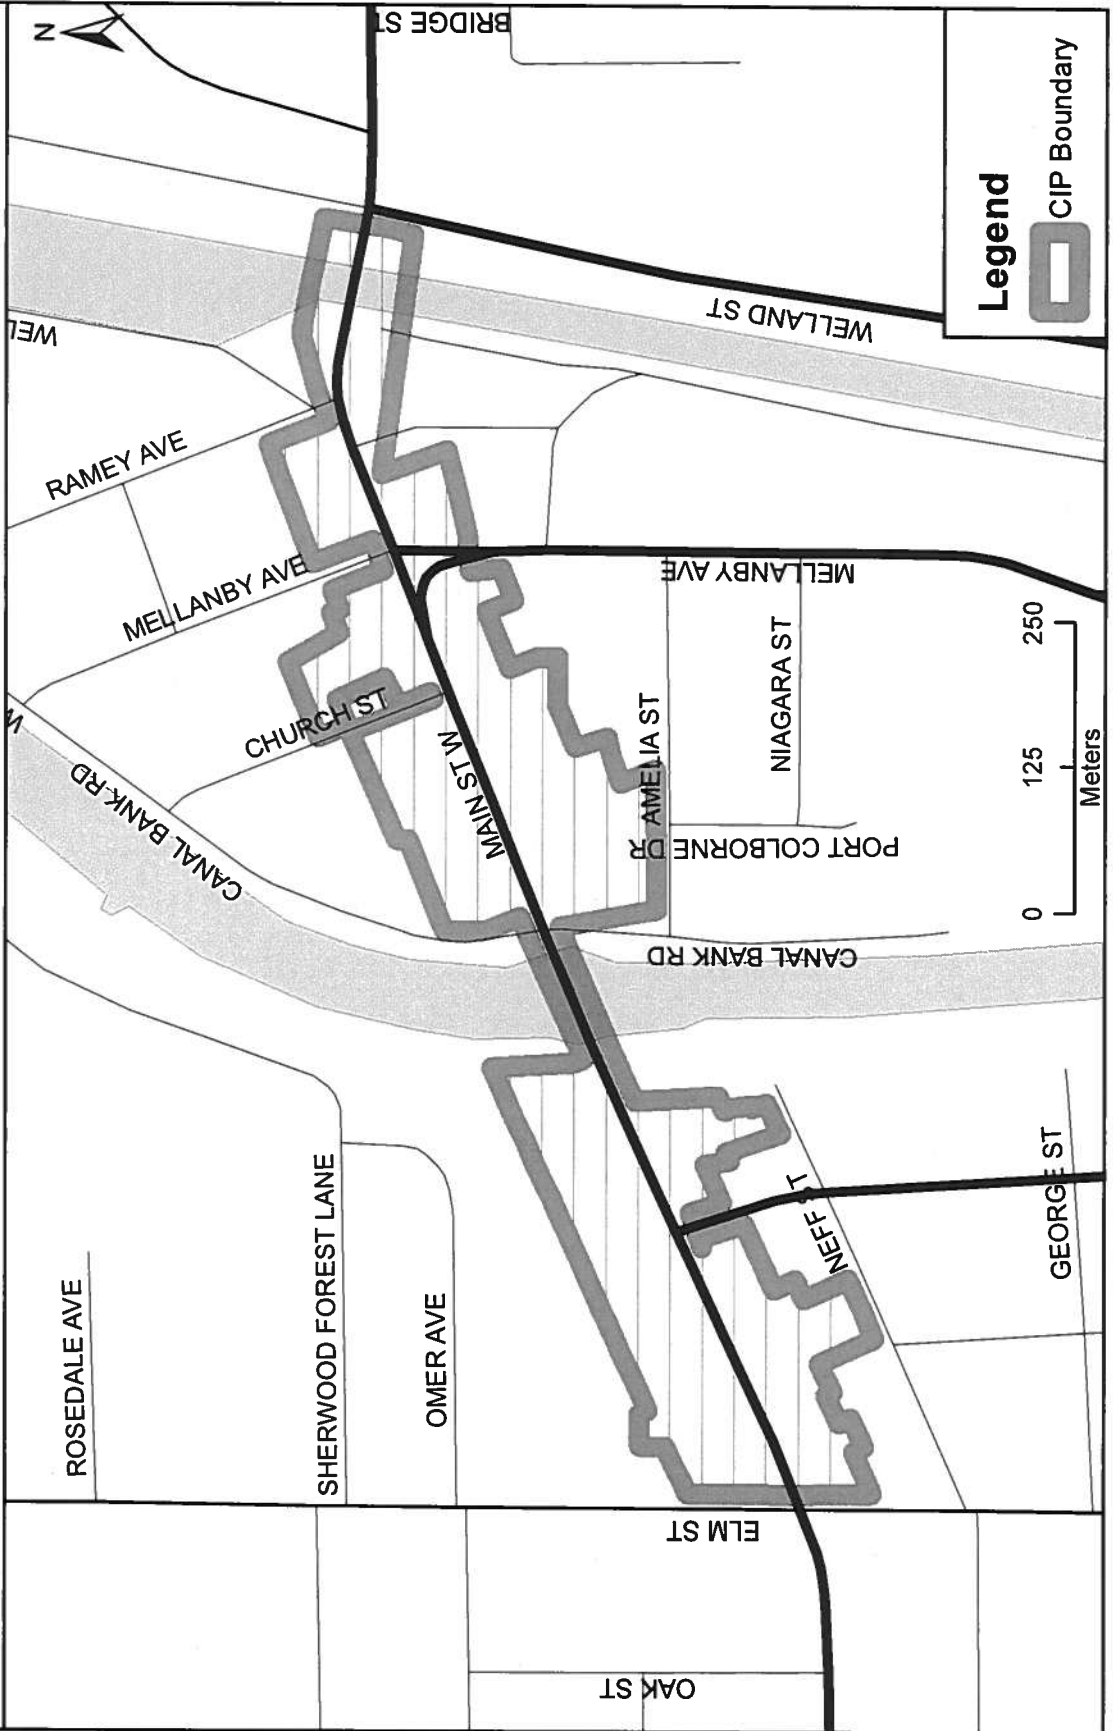 N
BRIDGE ST
WEL
RAMEY AVE
WELLAND ST
MELLANBY AVE
MELLANBY AVE
CHURCH ST
NIAGARA ST
AMELIA ST
MAIN ST W
W
CANAL BANK RD
PORT COLBORNE DR
CANAL BANK RD
SHERWOOD FOREST LANE
ROSEDALE AVE
OMER AVE
NEFF ST
GEORGE ST
ELM ST
OAK ST
Legend
CIP Boundary
0 125 250
Meters